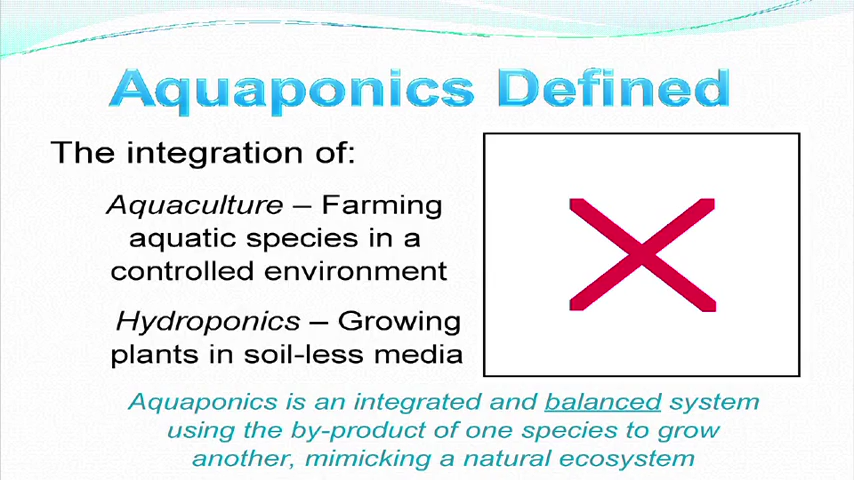 Aquaponics Defined
The integration of:
Aquaculture – Farming
aquatic species in a
controlled environment
Hydroponics – Growing
plants in soil-less media
Aquaponics is an integrated and balanced system
using the by-product of one species to grow
another, mimicking a natural ecosystem